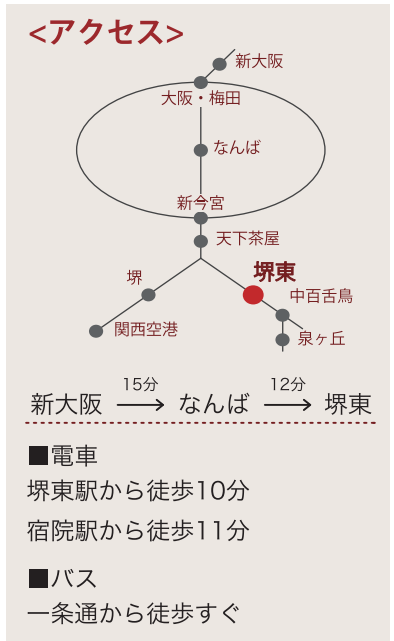 <アクセス>
新大阪
大阪・梅田
なんば
新今宮
天下茶屋
堺
堺東
中百舌鳥
関西空港
泉ヶ丘
15分
12分
新大阪 → なんば → 堺東
■電車
堺東駅から徒歩10分
宿院駅から徒歩11分
■バス
一条通から徒歩すぐ